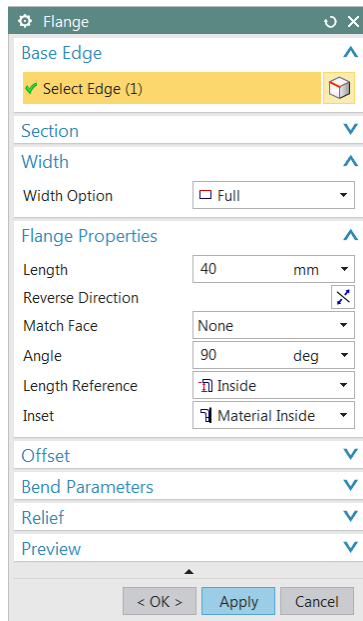 Flange
Base Edge
Select Edge (1)
Section
Width
Width Option Full
Flange Properties
Length 40 mm
Reverse Direction
Match Face None
Angle 90 deg
Length Reference Inside
Inset Material Inside
Offset
Bend Parameters
Relief
Preview
< OK > Apply Cancel